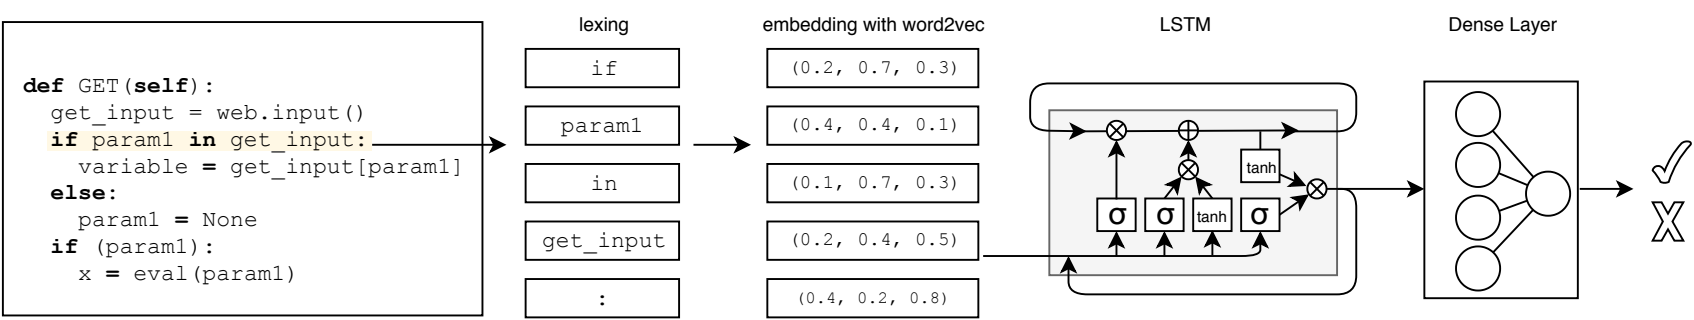 def GET(self):
  get_input = web.input()
  if param1 in get_input:
    variable = get_input[param1]
  else:
    param1 = None
  if (param1):
    x = eval(param1)
lexing
if
param1
in
get_input
:
embedding with word2vec
(0.2, 0.7, 0.3)
(0.4, 0.4, 0.1)
(0.1, 0.7, 0.3)
(0.2, 0.4, 0.5)
(0.4, 0.2, 0.8)
LSTM
tanh
σ
σ
tanh
σ
Dense Layer